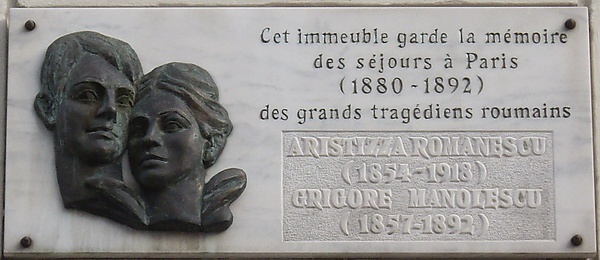 Cet immeuble garde la mémoire
des séjours à Paris
(1880-1892)
des grands tragédiens roumains
ARISTIZZA ROMANESCU
(1854-1918)
GRIGORE MANOLESCU
(1857-1892)